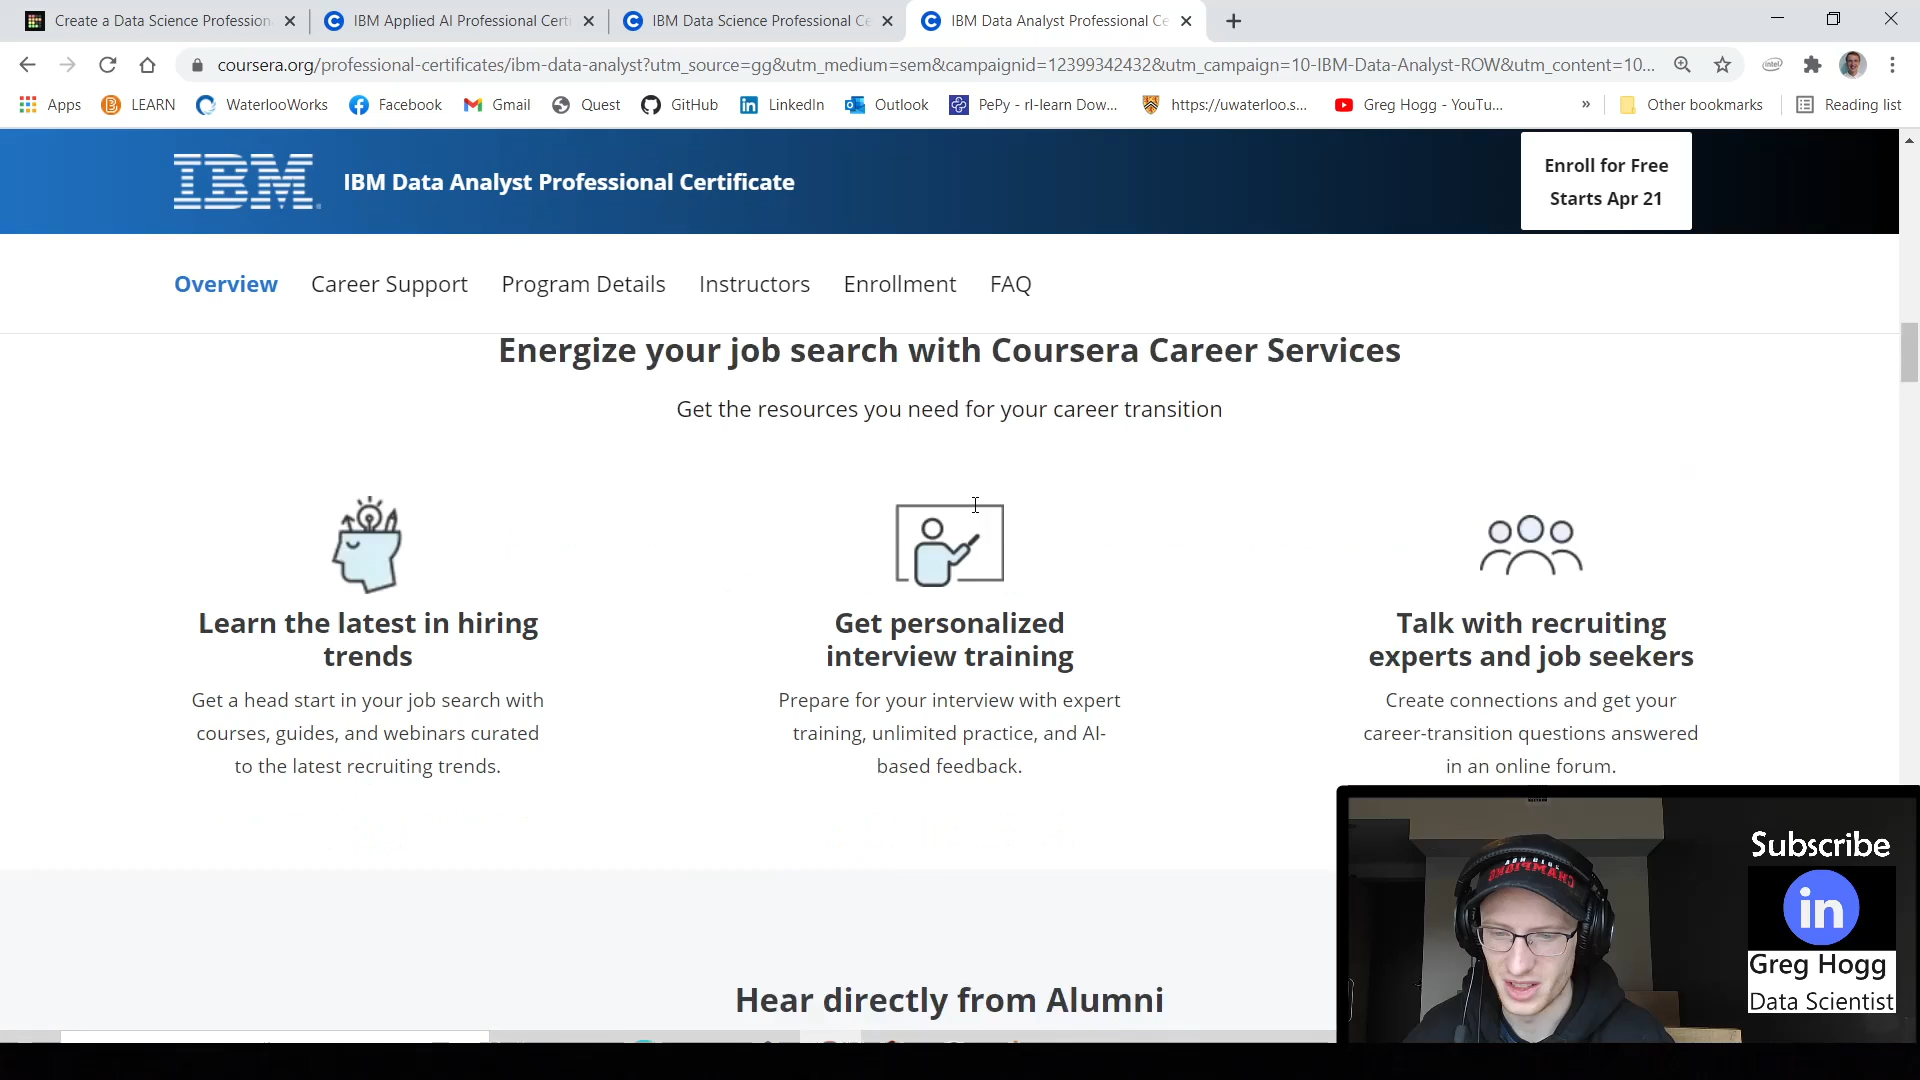 Create a Data Science Profession
IBM Applied AI Professional Certi
IBM Data Science Professional Ce
IBM Data Analyst Professional Ce
coursera.org/professional-certificates/ibm-data-analyst?utm_source=gg&utm_medium=sem&campaignid=12399342432&utm_campaign=10-IBM-Data-Analyst-ROW&utm_content=10...
Apps
LEARN
WaterlooWorks
Facebook
Gmail
Quest
GitHub
LinkedIn
Outlook
PePy - rl-learn Dow...
https://uwaterloo.s...
Greg Hogg - YouTu...
»
Other bookmarks
Reading list
IBM
IBM Data Analyst Professional Certificate
Enroll for Free
Starts Apr 21
Overview
Career Support
Program Details
Instructors
Enrollment
FAQ
Energize your job search with Coursera Career Services
Get the resources you need for your career transition
Learn the latest in hiring
trends
Get a head start in your job search with
courses, guides, and webinars curated
to the latest recruiting trends.
Get personalized
interview training
Prepare for your interview with expert
training, unlimited practice, and AI-
based feedback.
Talk with recruiting
experts and job seekers
Create connections and get your
career-transition questions answered
in an online forum.
Hear directly from Alumni
CHAMPIONS
Subscribe
in
Greg Hogg
Data Scientist